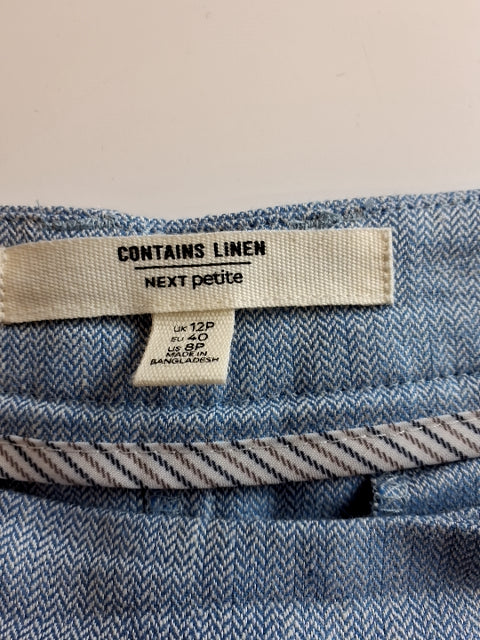 CONTAINS LINEN
NEXT petite
UK 12P
EU 40
US 8P
MADE IN
BANGLADESH